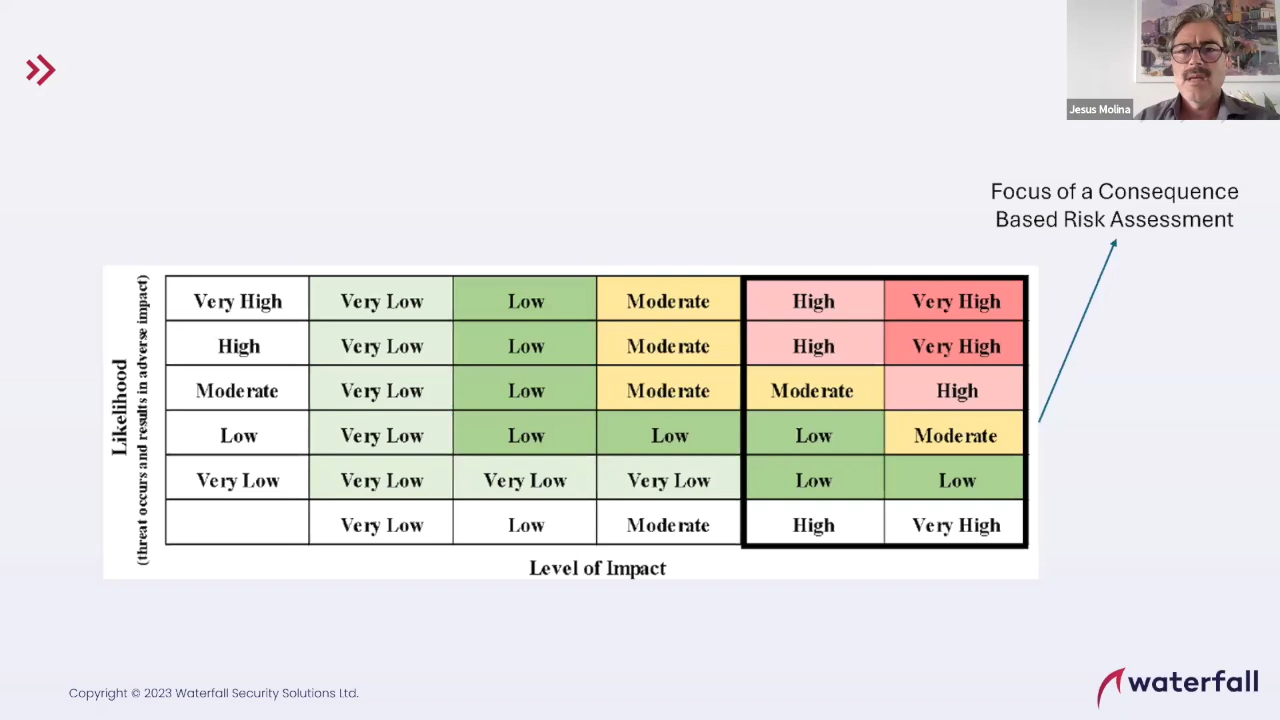 Jesus Molina
Focus of a Consequence
Based Risk Assessment
Likelihood
(threat occurs and results in adverse impact)
Very High Very Low Low Moderate High Very High
High Very Low Low Moderate High Very High
Moderate Very Low Low Moderate Moderate High
Low Very Low Low Low Low Moderate
Very Low Very Low Very Low Very Low Low Low
Very Low Low Moderate High Very High
Level of Impact
Copyright © 2023 Waterfall Security Solutions Ltd.
waterfall